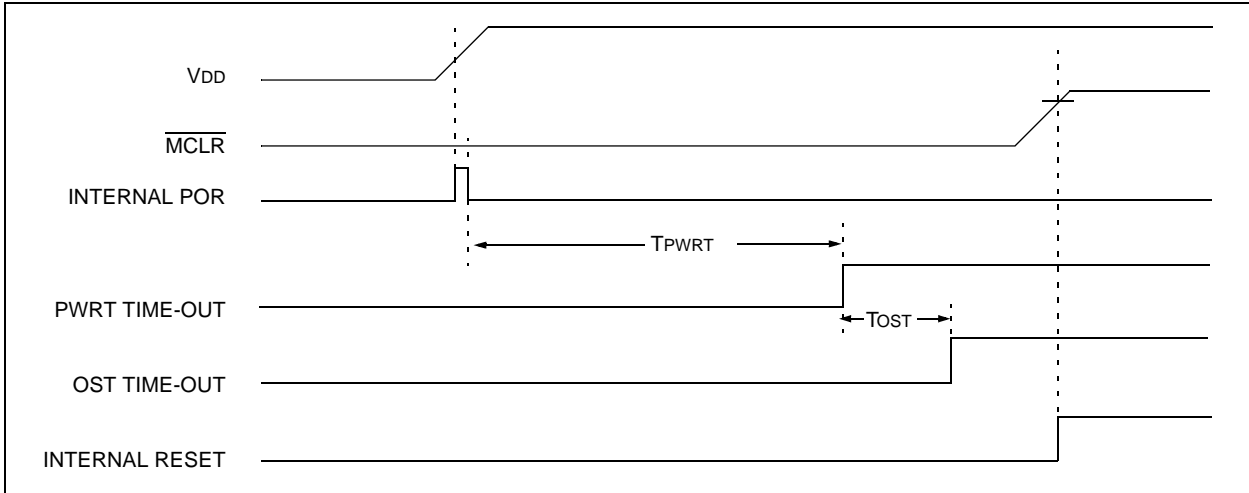 VDD
MCLR
INTERNAL POR
TPWRT
PWRT TIME-OUT
TOST
OST TIME-OUT
INTERNAL RESET